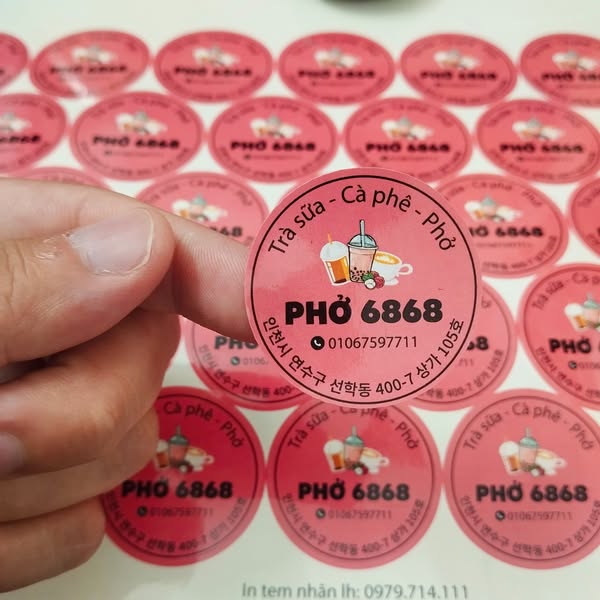 Trà sữa - Cà phê - Phở
PHỞ 6868
01067597711
인천시 연수구 선학동 400-7 상가 105호
In tem nhãn lh: 0979.714.111